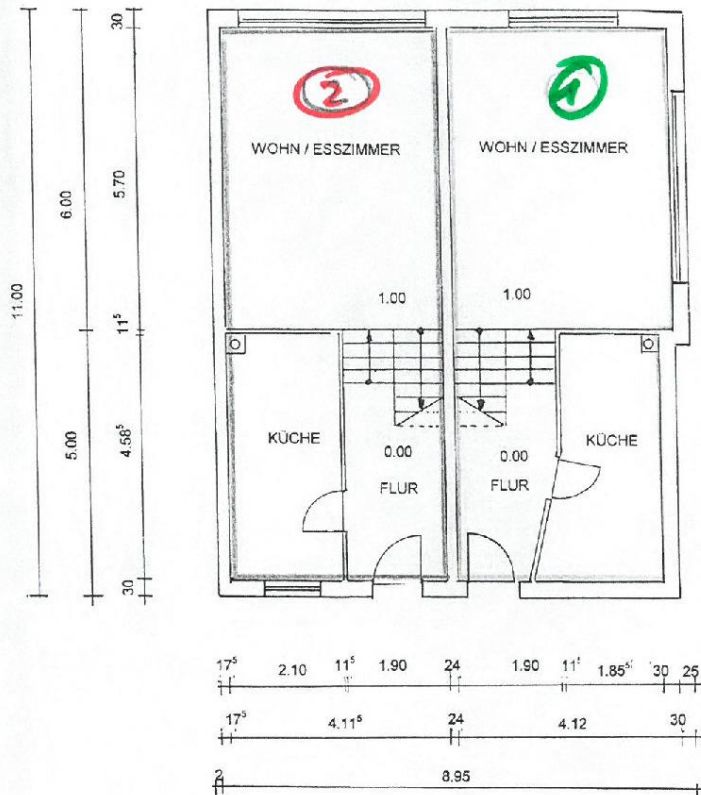 30
2
1
WOHN / ESSZIMMER
WOHN / ESSZIMMER
6.00
5.70
11.00
1.00
1.00
11⁵
5.00
4.58⁵
KÜCHE
KÜCHE
0.00
0.00
FLUR
FLUR
30
17⁵ 2.10 11⁵ 1.90 24 1.90 11⁵ 1.85⁵ 30 25
17⁵ 4.11⁵ 24 4.12 30
2 8.95